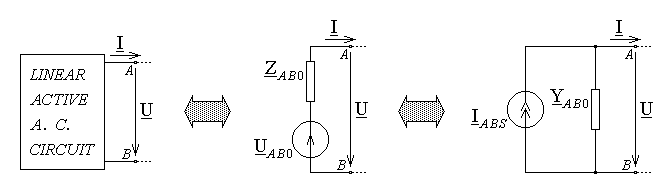 I
A
LINEAR
ACTIVE
A. C.
CIRCUIT
U
B
I
A
Z_AB0
U
U_AB0
B
I
A
I_ABS
Y_AB0
U
B